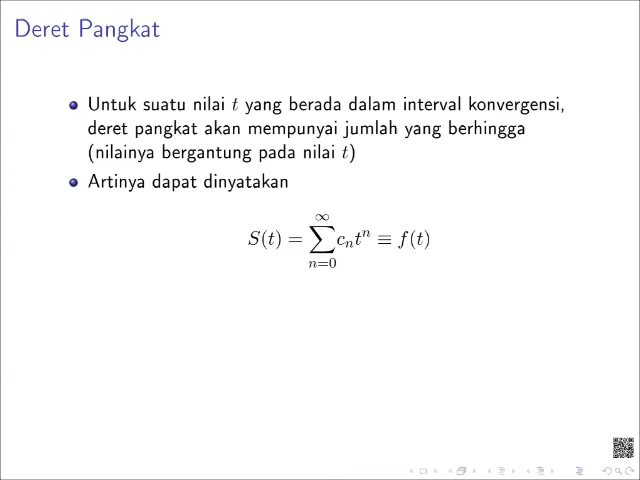 Deret Pangkat
Untuk suatu nilai t yang berada dalam interval konvergensi,
deret pangkat akan mempunyai jumlah yang berhingga
(nilainya bergantung pada nilai t)
Artinya dapat dinyatakan
S(t) = ∑_{n=0}^{∞} c_n t^n ≡ f(t)